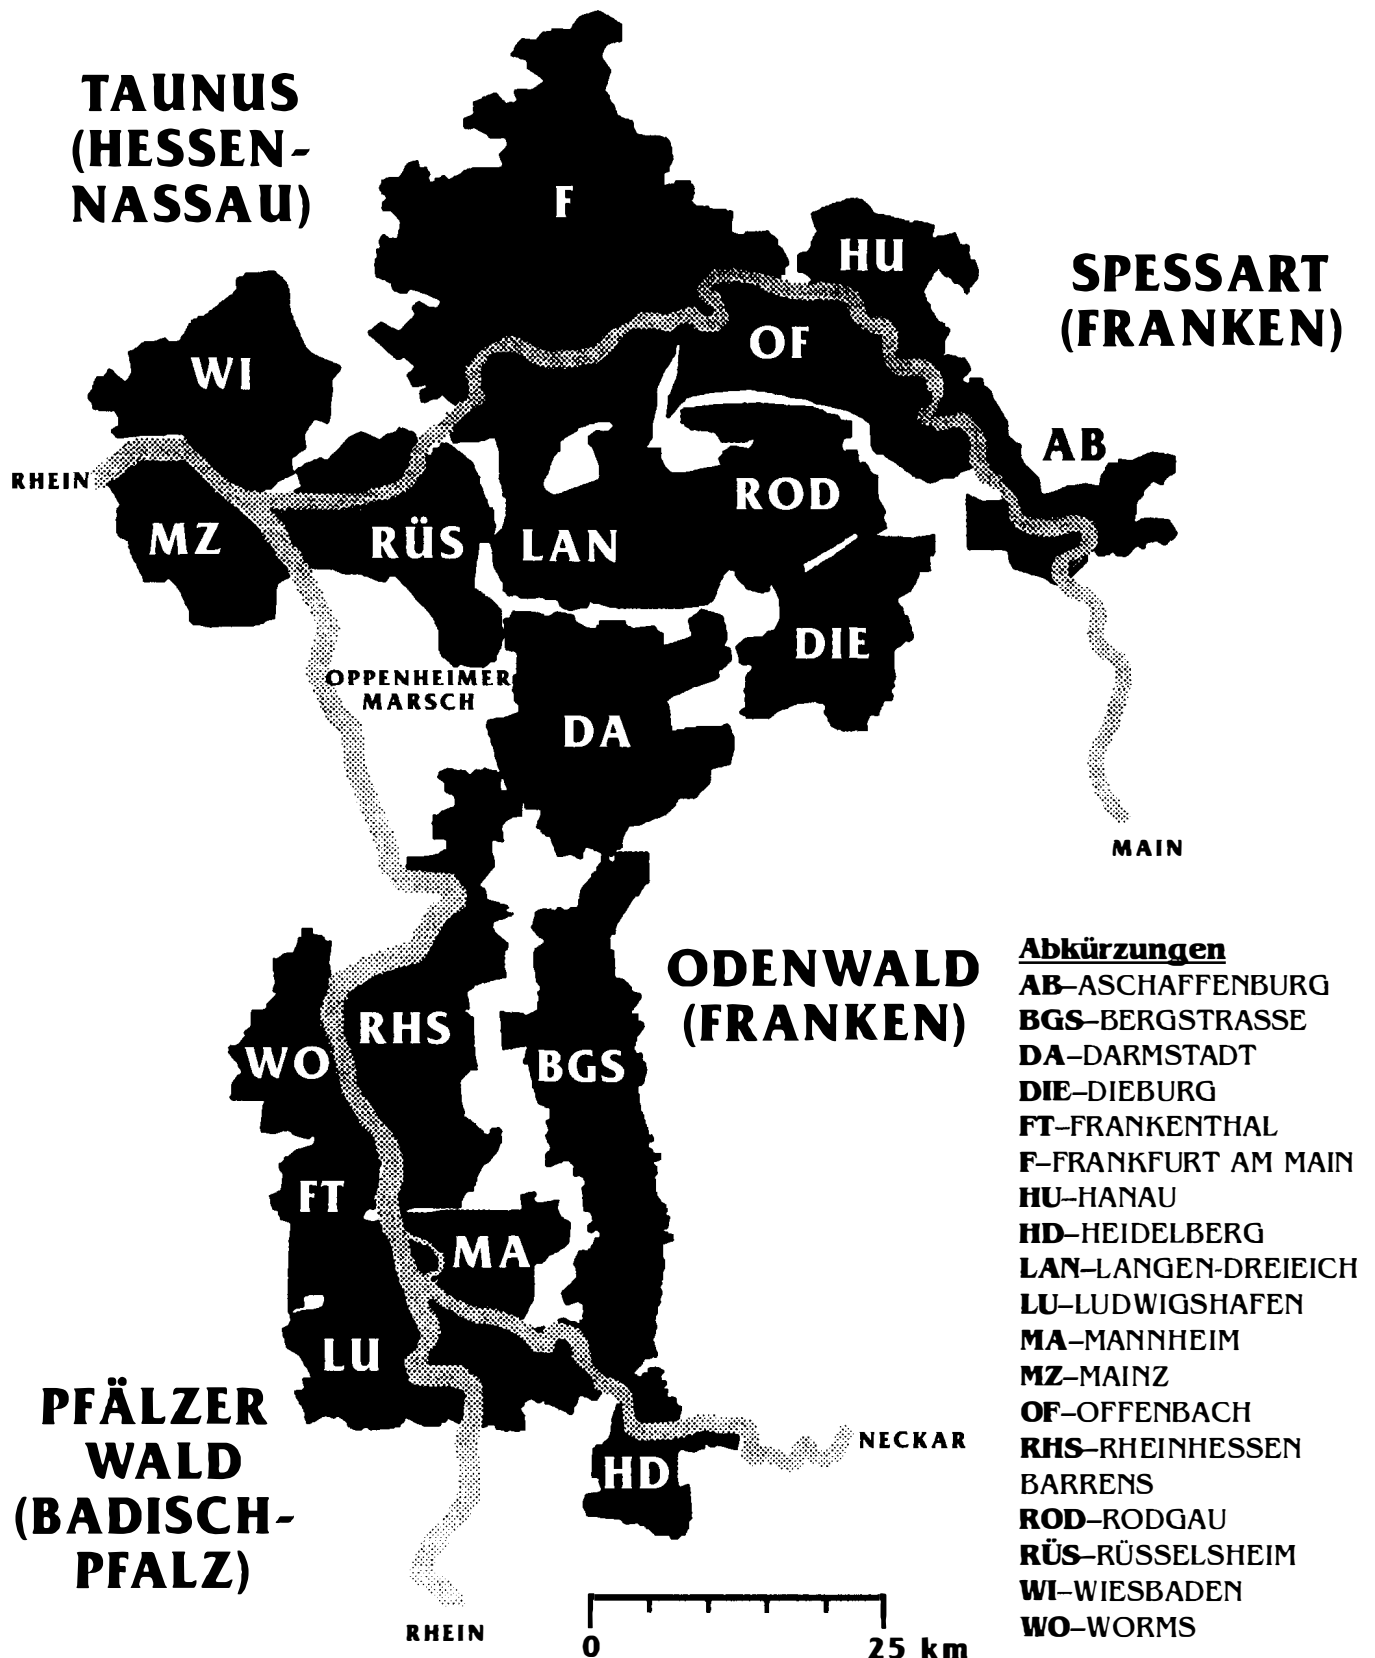 TAUNUS
(HESSEN-
NASSAU)
F
HU
SPESSART
(FRANKEN)
OF
WI
AB
RHEIN
ROD
MZ
RÜS
LAN
DIE
OPPENHEIMER
MARSCH
DA
MAIN
ODENWALD
(FRANKEN)
RHS
WO
BGS
FT
MA
LU
PFÄLZER
WALD
(BADISCH-
PFALZ)
NECKAR
HD
RHEIN
0 25 km
Abkürzungen
AB–ASCHAFFENBURG
BGS–BERGSTRASSE
DA–DARMSTADT
DIE–DIEBURG
FT–FRANKENTHAL
F–FRANKFURT AM MAIN
HU–HANAU
HD–HEIDELBERG
LAN–LANGEN-DREIEICH
LU–LUDWIGSHAFEN
MA–MANNHEIM
MZ–MAINZ
OF–OFFENBACH
RHS–RHEINHESSEN
BARRENS
ROD–RODGAU
RÜS–RÜSSELSHEIM
WI–WIESBADEN
WO–WORMS